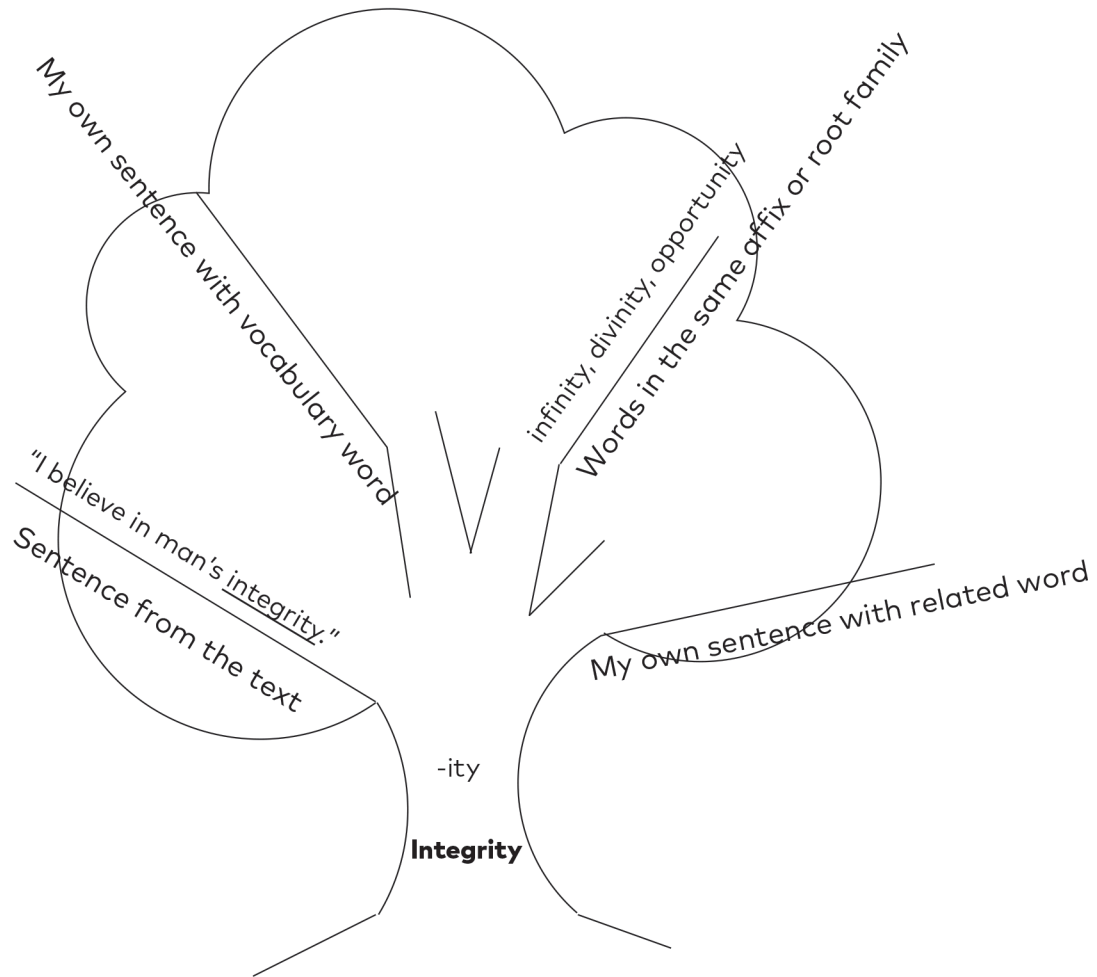 My own sentence with vocabulary word
infinity, divinity, opportunity
Words in the same affix or root family
"I believe in man's integrity."
Sentence from the text
My own sentence with related word
-ity
Integrity